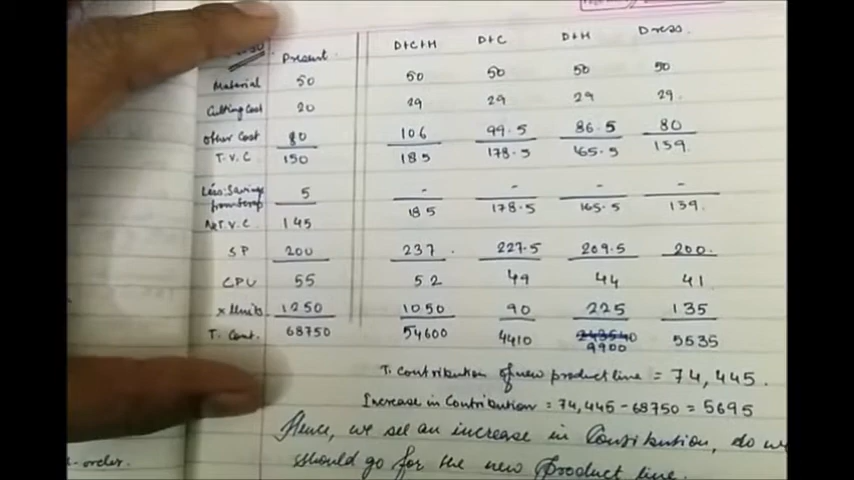 Present D+C+H D+C D+H Dress.
Material 50 50 50 50 50
Cutting Cost 20 29 29 29 29.
Other Cost 80 106 99.5 86.5 80
T.V.C 150 185 178.5 165.5 159.
Less: Savings from Scrap 5 - - - -
Net T.V.C 145 185 178.5 165.5 159.
SP 200 237. 227.5 209.5 200.
CPU 55 52 49 44 41
x Units 1250 1050 90 225 135
T. Cont. 68750 54600 4410 9900 5535
T. Contribution of new product line = 74,445.
Increase in Contribution = 74,445 - 68750 = 5695
Hence, we see an increase in Contribution, do we
should go for the new Product line.
order.